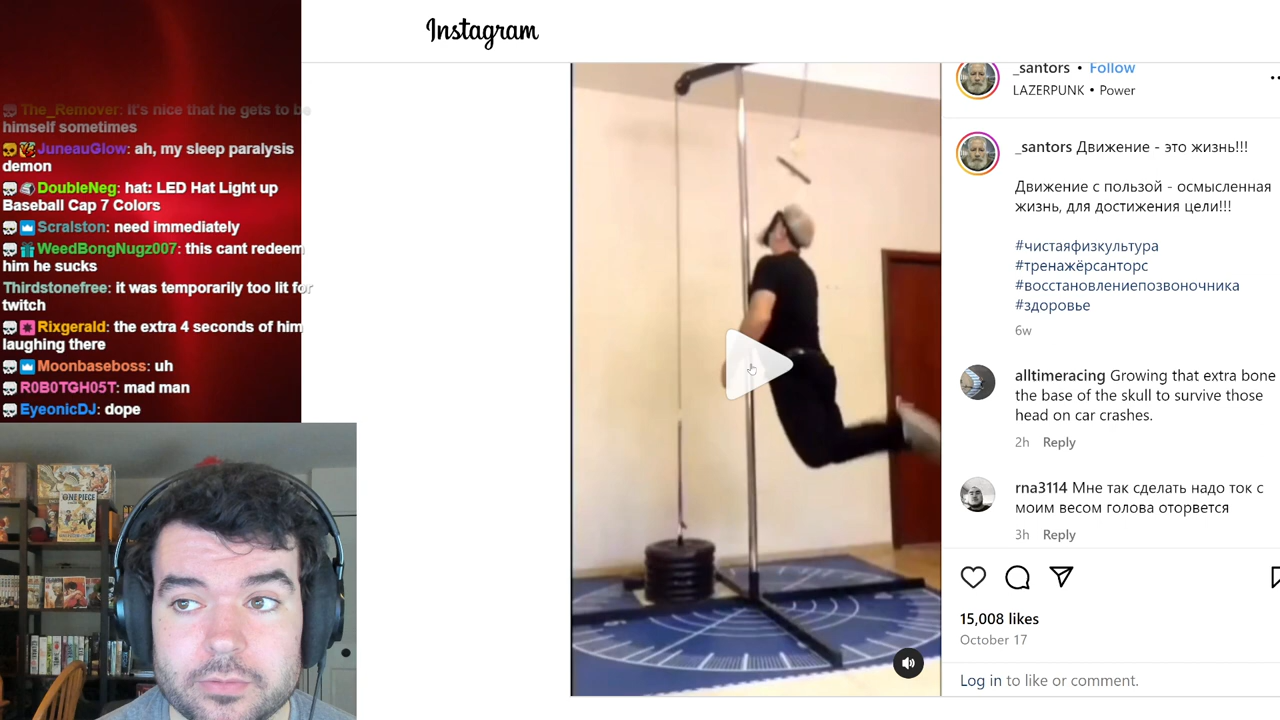 The_Remover: it's nice that he gets to be
himself sometimes
JuneauGlow: ah, my sleep paralysis
demon
DoubleNeg: hat: LED Hat Light up
Baseball Cap 7 Colors
Scralston: need immediately
WeedBongNugz007: this cant redeem
him he sucks
Thirdstonefree: it was temporarily too lit for
twitch
Rixgerald: the extra 4 seconds of him
laughing there
Moonbaseboss: uh
R0B0TGH05T: mad man
EyeonicDJ: dope
ONE PIECE
Instagram
_santors • Follow
LAZERPUNK • Power
_santors Движение - это жизнь!!!
Движение с пользой - осмысленная
жизнь, для достижения цели!!!
#чистаяфизкультура
#тренажёрсанторс
#восстановлениепозвоночника
#здоровье
6w
alltimeracing Growing that extra bone
the base of the skull to survive those
head on car crashes.
2h Reply
rna3114 Мне так сделать надо ток с
моим весом голова оторвется
3h Reply
15,008 likes
October 17
Log in to like or comment.